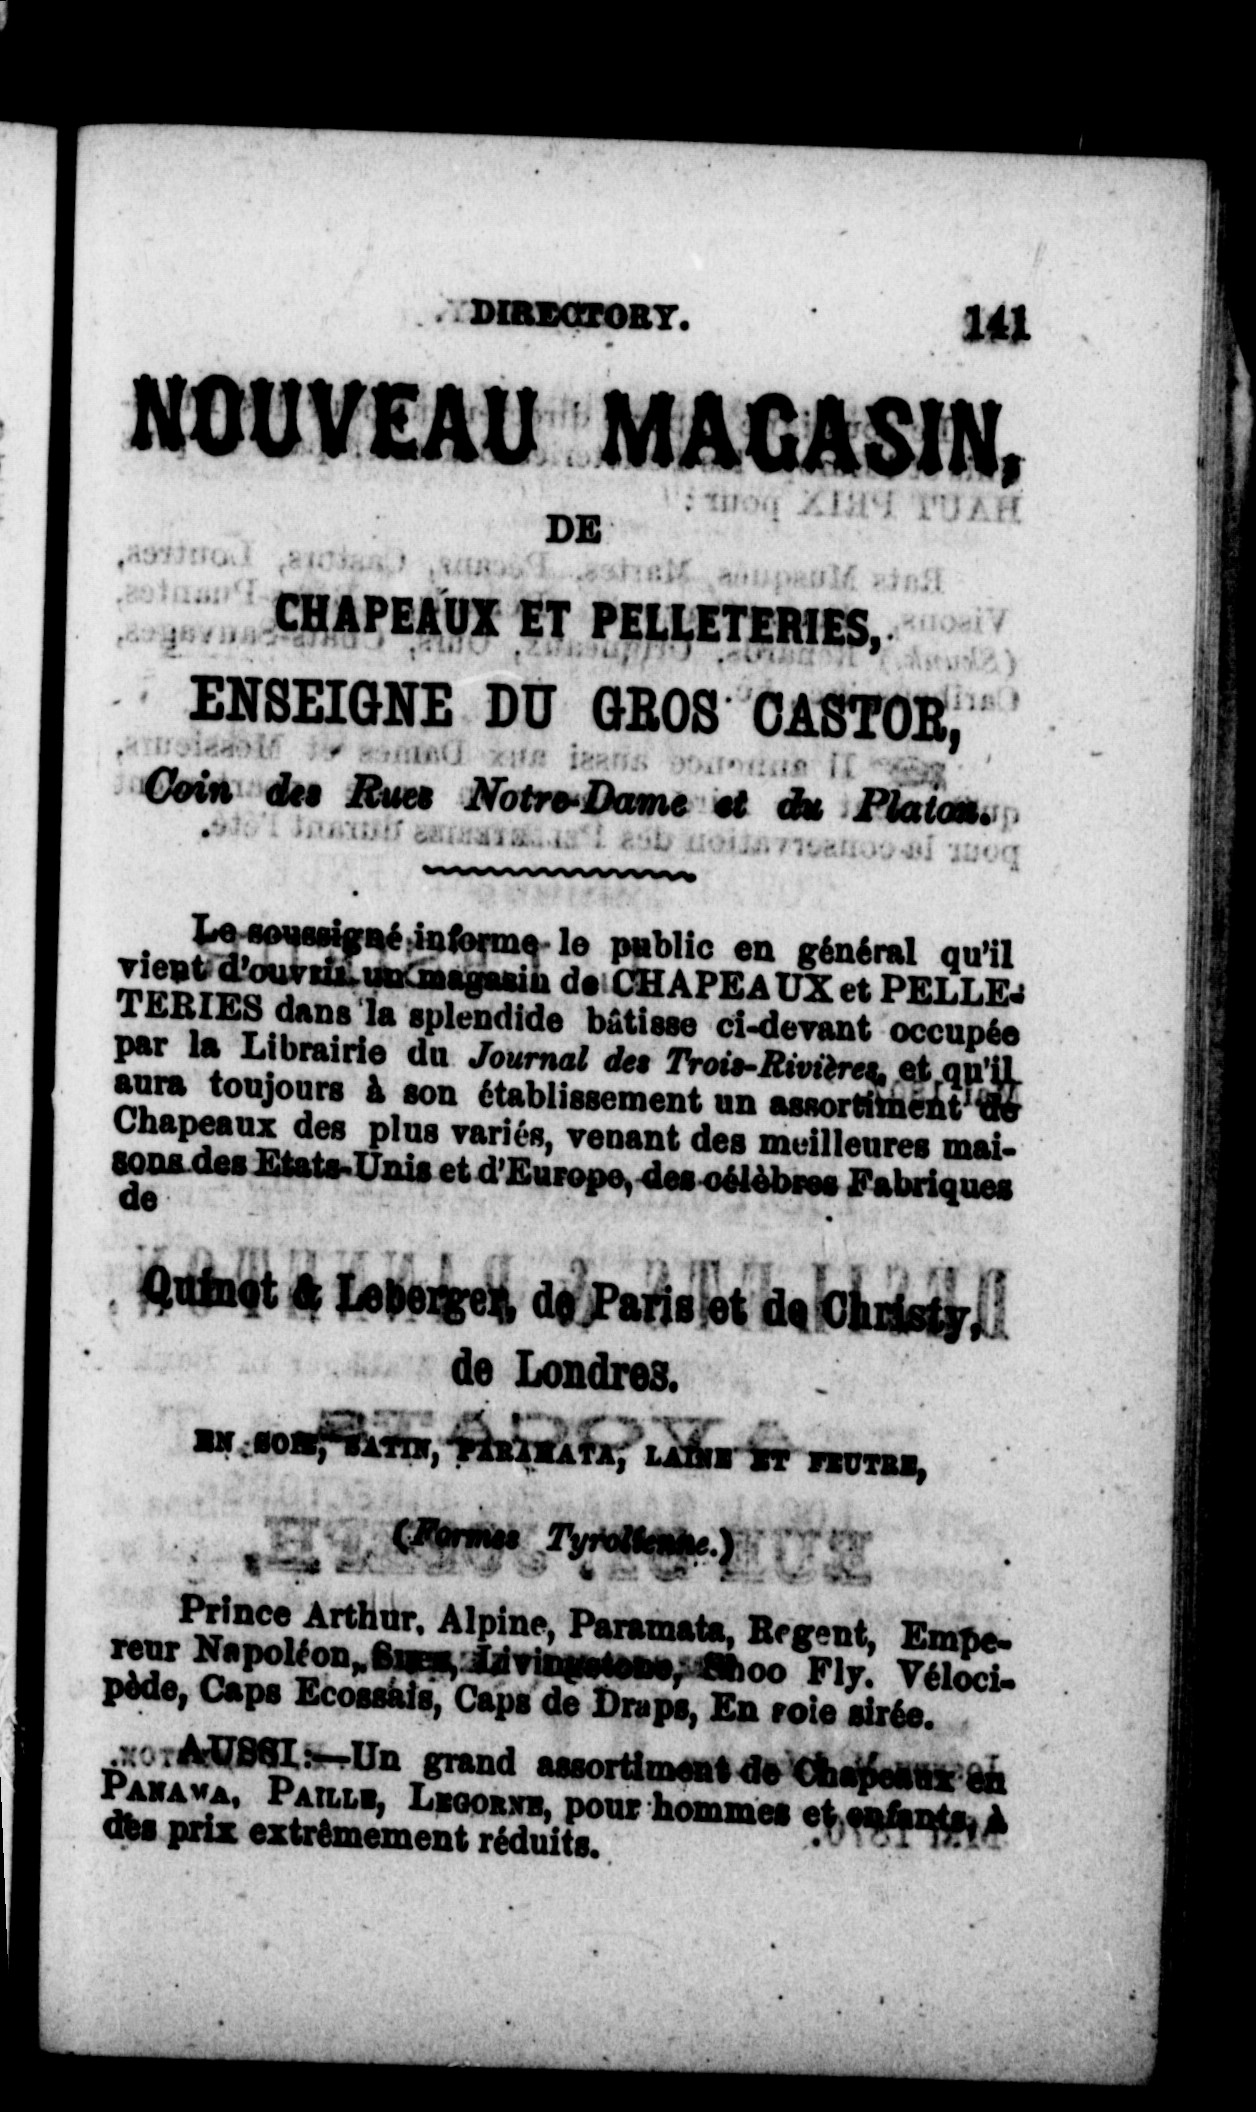 DIRECTORY. 141
NOUVEAU MAGASIN,
DE
CHAPEAUX ET PELLETERIES,
ENSEIGNE DU GROS CASTOR,
Coin des Rues Notre-Dame et du Platon.
Le soussigné informe le public en général qu'il
vient d'ouvrir un magasin de CHAPEAUX et PELLE-
TERIES dans la splendide bâtisse ci-devant occupée
par la Librairie du Journal des Trois-Rivières, et qu'il
aura toujours à son établissement un assortiment de
Chapeaux des plus variés, venant des meilleures mai-
sons des Etats-Unis et d'Europe, des célèbres Fabriques
de
Quinot & Leberger, de Paris et de Christy,
de Londres.
EN SOIE, SATIN, PARAMATA, LAINE ET FEUTRE,
(Formes Tyrolienne.)
Prince Arthur, Alpine, Paramata, Regent, Empe-
reur Napoléon, Suez, Livingstone, Shoo Fly. Véloci-
pède, Caps Ecossais, Caps de Draps, En soie sirée.
AUSSI:—Un grand assortiment de Chapeaux en
PANAMA, PAILLE, LEGORNE, pour hommes et enfants, à
des prix extrêmement réduits.